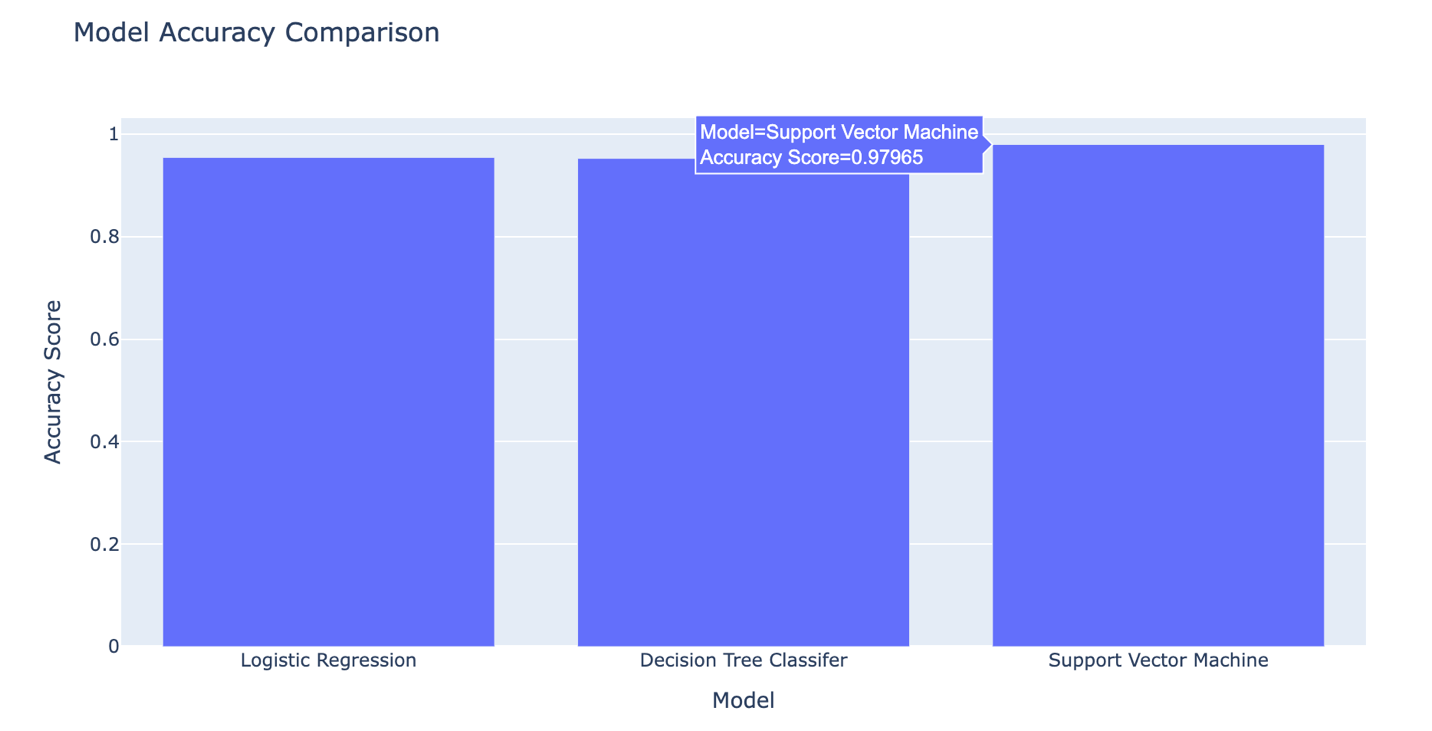 Model Accuracy Comparison
Model=Support Vector Machine
Accuracy Score=0.97965
1
0.8
0.6
0.4
0.2
0
Accuracy Score
Logistic Regression
Decision Tree Classifer
Support Vector Machine
Model